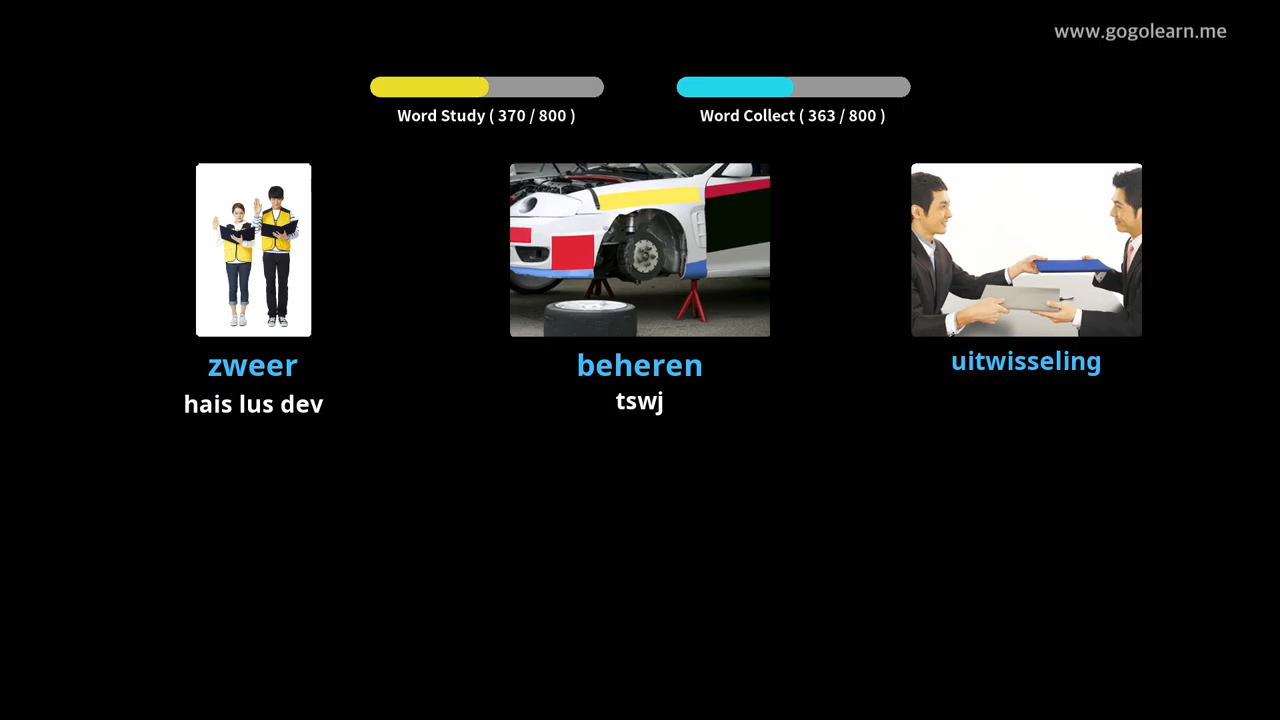 www.gogolearn.me
Word Study ( 370 / 800 )
Word Collect ( 363 / 800 )
zweer
beheren
uitwisseling
hais lus dev
tswj